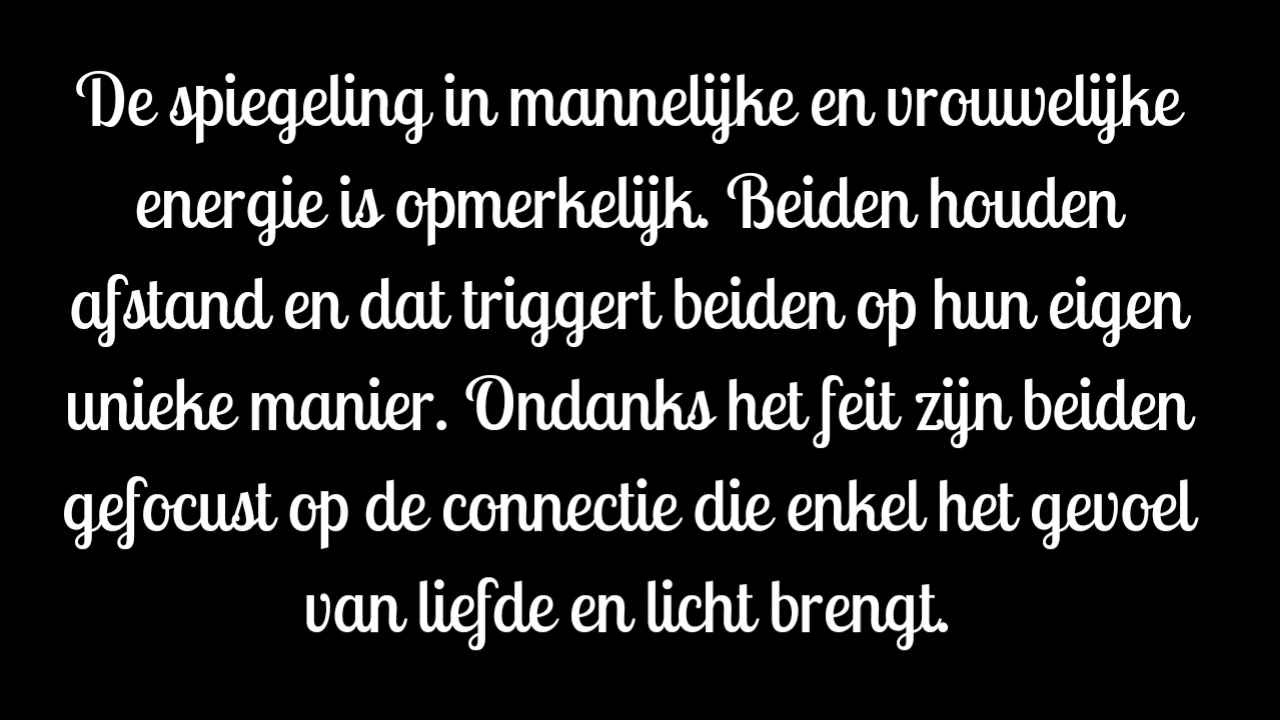 De spiegeling in mannelijke en vrouwelijke
energie is opmerkelijk. Beiden houden
afstand en dat triggert beiden op hun eigen
unieke manier. Ondanks het feit zijn beiden
gefocust op de connectie die enkel het gevoel
van liefde en licht brengt.